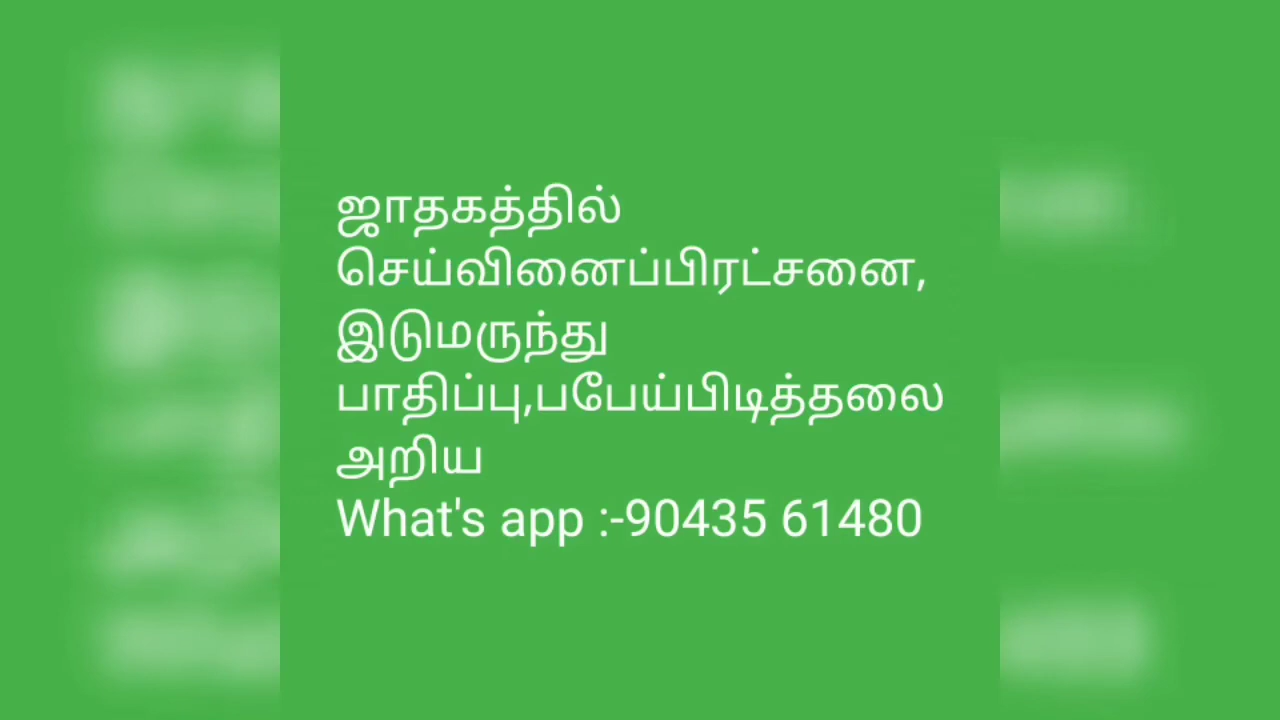 ஜாதகத்தில்
செய்வினைப்பிரட்சனை,
இடுமருந்து
பாதிப்பு,பபேய்பிடித்தலை
அறிய
What's app :-90435 61480